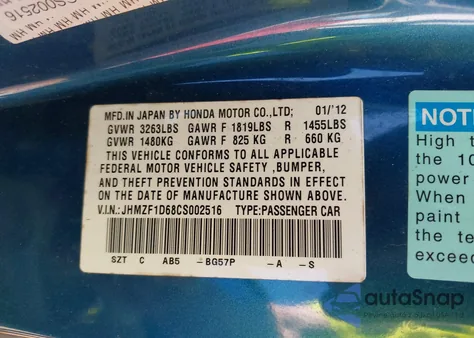 CS002516
MFD.IN JAPAN BY HONDA MOTOR CO.,LTD; 01/'12
GVWR 3263LBS GAWR F 1819LBS R 1455LBS
GVWR 1480KG GAWR F 825 KG R 660 KG
THIS VEHICLE CONFORMS TO ALL APPLICABLE
FEDERAL MOTOR VEHICLE SAFETY ,BUMPER,
AND THEFT PREVENTION STANDARDS IN EFFECT
ON THE DATE OF MANUFACTURE SHOWN ABOVE.
V.I.N.: JHMZF1D68CS002516 TYPE:PASSENGER CAR
SZT C AB5 -BG57P -A -S
NOTI
High t
the 10
power
When
paint
the te
exceed
autoSnap